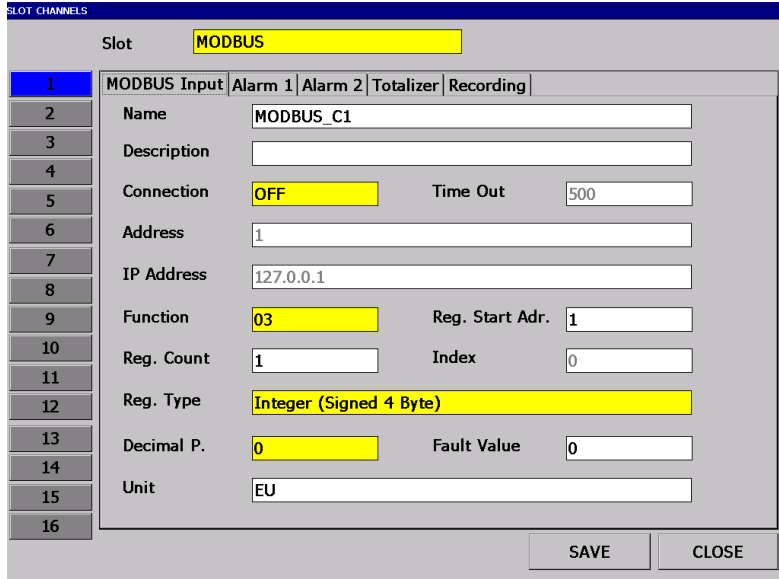 SLOT CHANNELS
Slot MODBUS
1 MODBUS Input Alarm 1 Alarm 2 Totalizer Recording
2 Name MODBUS_C1
3 Description
4
5 Connection OFF Time Out 500
6 Address 1
7 IP Address 127.0.0.1
8
9 Function 03 Reg. Start Adr. 1
10 Reg. Count 1 Index 0
11
12 Reg. Type Integer (Signed 4 Byte)
13 Decimal P. 0 Fault Value 0
14
15 Unit EU
16
SAVE CLOSE